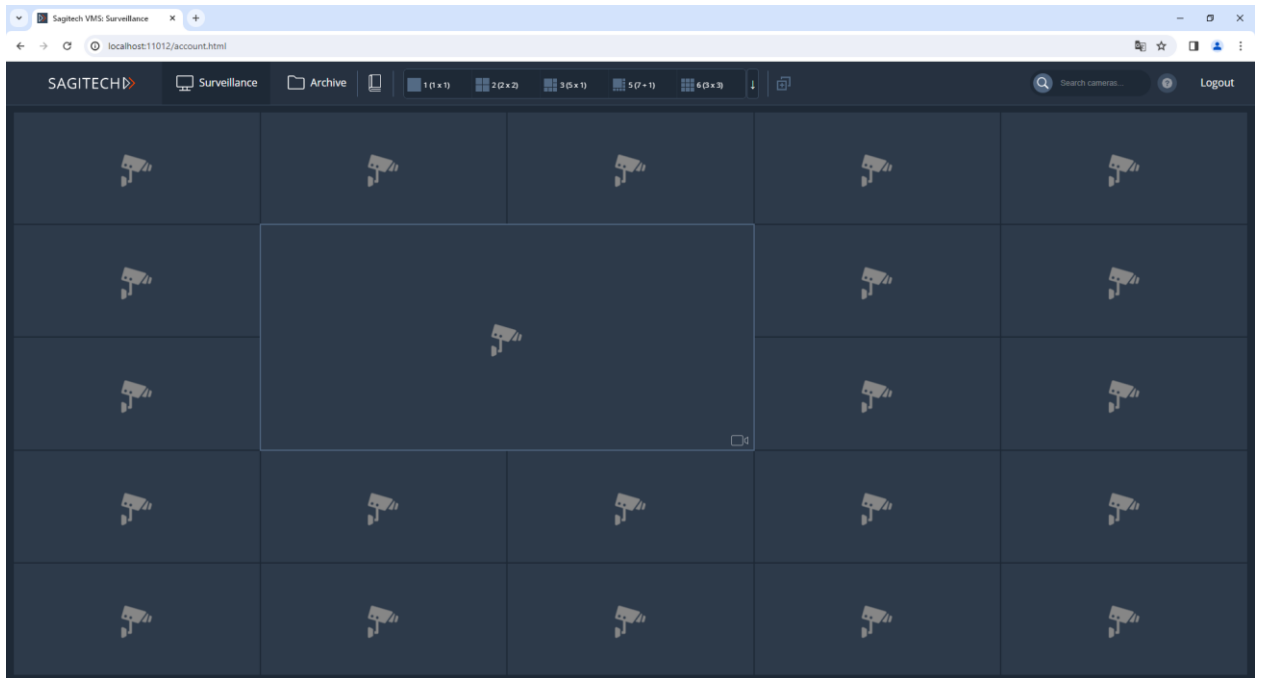 Sagitech VMS: Surveillance
localhost:11012/account.html
SAGITECH Surveillance Archive 1 (1 x 1) 2 (2 x 2) 3 (5 x 1) 5 (7 + 1) 6 (3 x 3) Search cameras... ? Logout